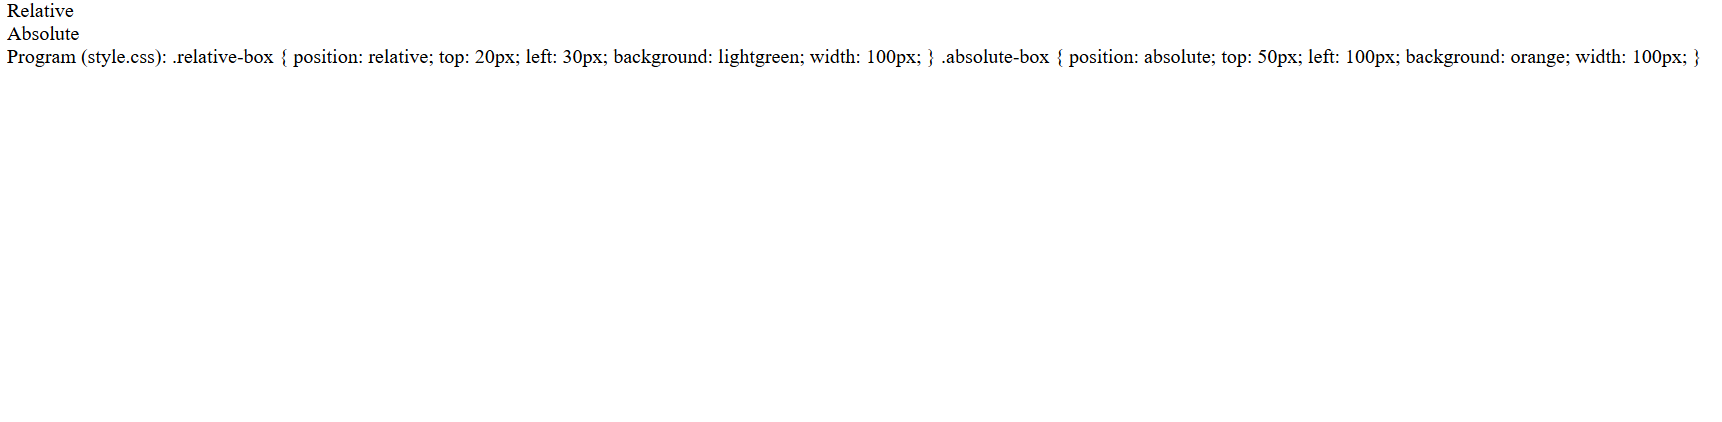 Relative
Absolute
Program (style.css): .relative-box { position: relative; top: 20px; left: 30px; background: lightgreen; width: 100px; } .absolute-box { position: absolute; top: 50px; left: 100px; background: orange; width: 100px; }